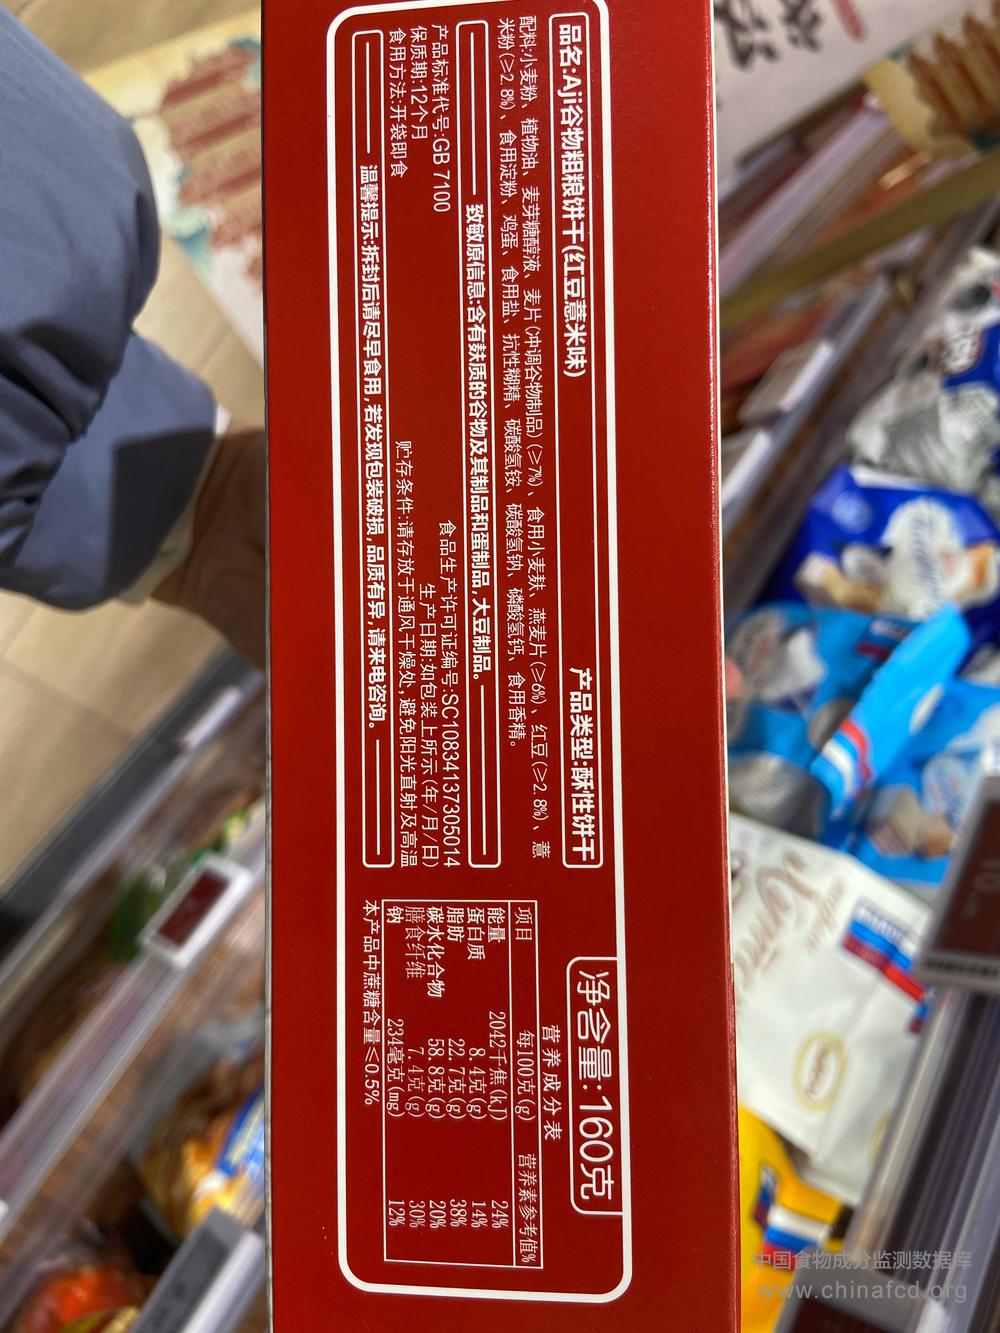 品名:Aji谷物粗粮饼干(红豆薏米味)
产品类型:酥性饼干
配料:小麦粉、植物油、麦芽糖醇液、麦片(冲调谷物制品)(≥7%)、食用小麦麸、燕麦片(≥6%)、红豆(≥2.8%)、薏
米粉(≥2.8%)、食用淀粉、鸡蛋、食用盐、抗性糊精、碳酸氢铵、碳酸氢钠、磷酸氢钙、食用香精。
致敏原信息:含有麸质的谷物及其制品和蛋制品,大豆制品。
产品标准代号:GB 7100
食品生产许可证编号:SC10834137305014
保质期:12个月
生产日期:如包装上所示(年/月/日)
食用方法:开袋即食
贮存条件:请存放于通风干燥处,避免阳光直射及高温
温馨提示:拆封后请尽早食用,若发现包装破损,品质有异,请来电咨询。
净含量:160克
营养成分表
项目 每100克(g) 营养素参考值%
能量 2042千焦(kJ) 24%
蛋白质 8.4克(g) 14%
脂肪 22.7克(g) 38%
碳水化合物 58.8克(g) 20%
膳食纤维 7.4克(g) 30%
钠 234毫克(mg) 12%
本产品中蔗糖含量≤0.5%
中国食物成分监测数据库
www.chinafcd.org